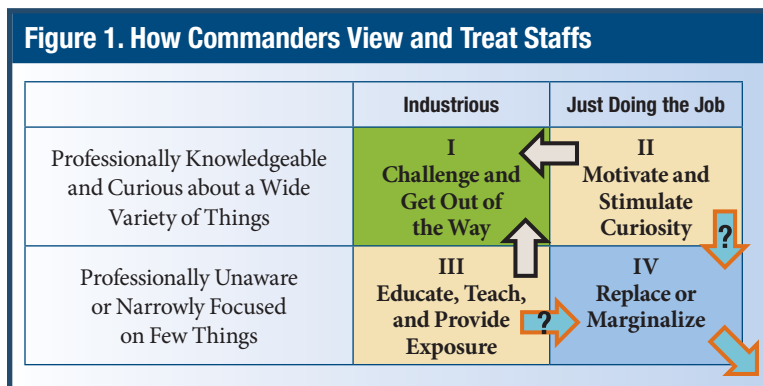 Figure 1. How Commanders View and Treat Staffs
Industrious
Just Doing the Job
Professionally Knowledgeable
and Curious about a Wide
Variety of Things
I
Challenge and
Get Out of
the Way
II
Motivate and
Stimulate
Curiosity
?
Professionally Unaware
or Narrowly Focused
on Few Things
III
Educate, Teach,
and Provide
Exposure
?
IV
Replace or
Marginalize